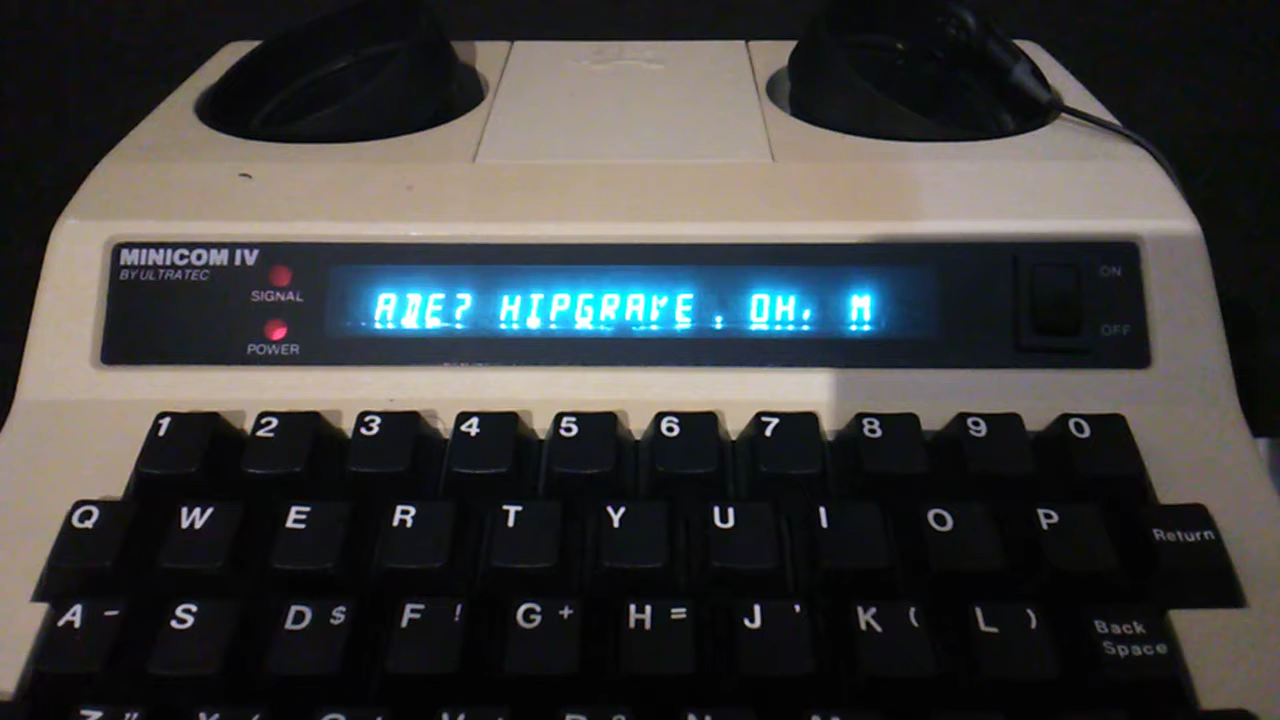 MINICOM IV
BY ULTRATEC
SIGNAL
POWER
ADE? HIPGRAVE . OH, M
ON
OFF
1 2 3 4 5 6 7 8 9 0
Q W E R T Y U I O P Return
A - S D $ F ! G + H = J ' K ( L ) Back Space